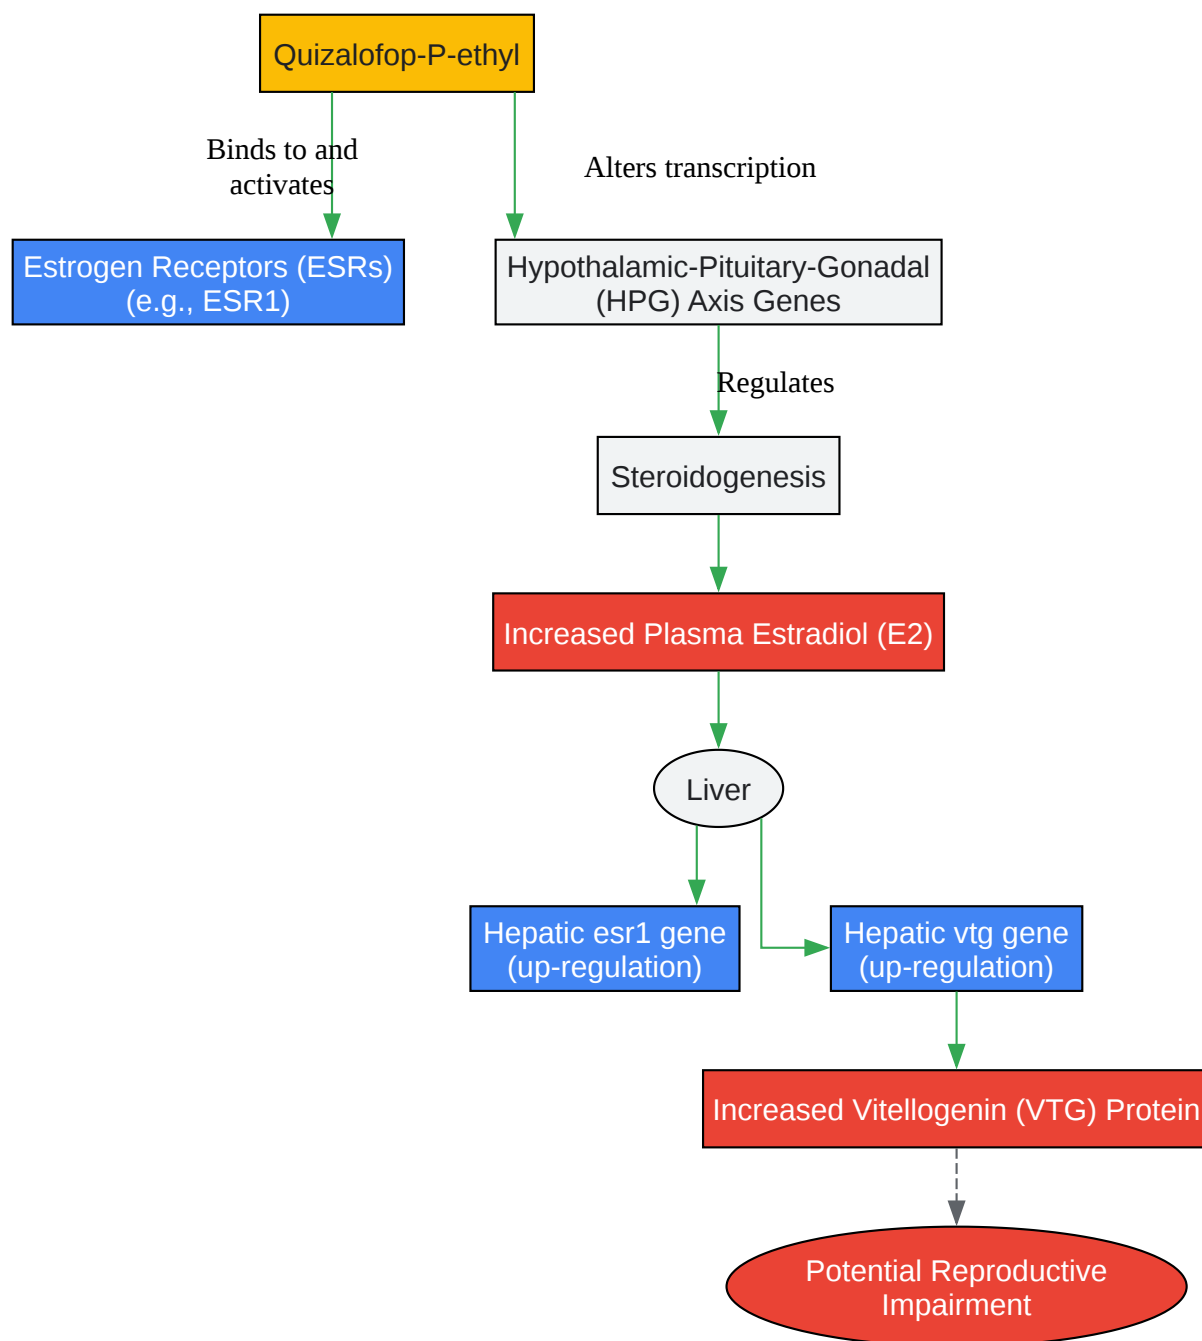 Quizalofop-P-ethyl
Binds to and
activates
Alters transcription
Estrogen Receptors (ESRs)
(e.g., ESR1)
Hypothalamic-Pituitary-Gonadal
(HPG) Axis Genes
Regulates
Steroidogenesis
Increased Plasma Estradiol (E2)
Liver
Hepatic esr1 gene
(up-regulation)
Hepatic vtg gene
(up-regulation)
Increased Vitellogenin (VTG) Protein
Potential Reproductive
Impairment